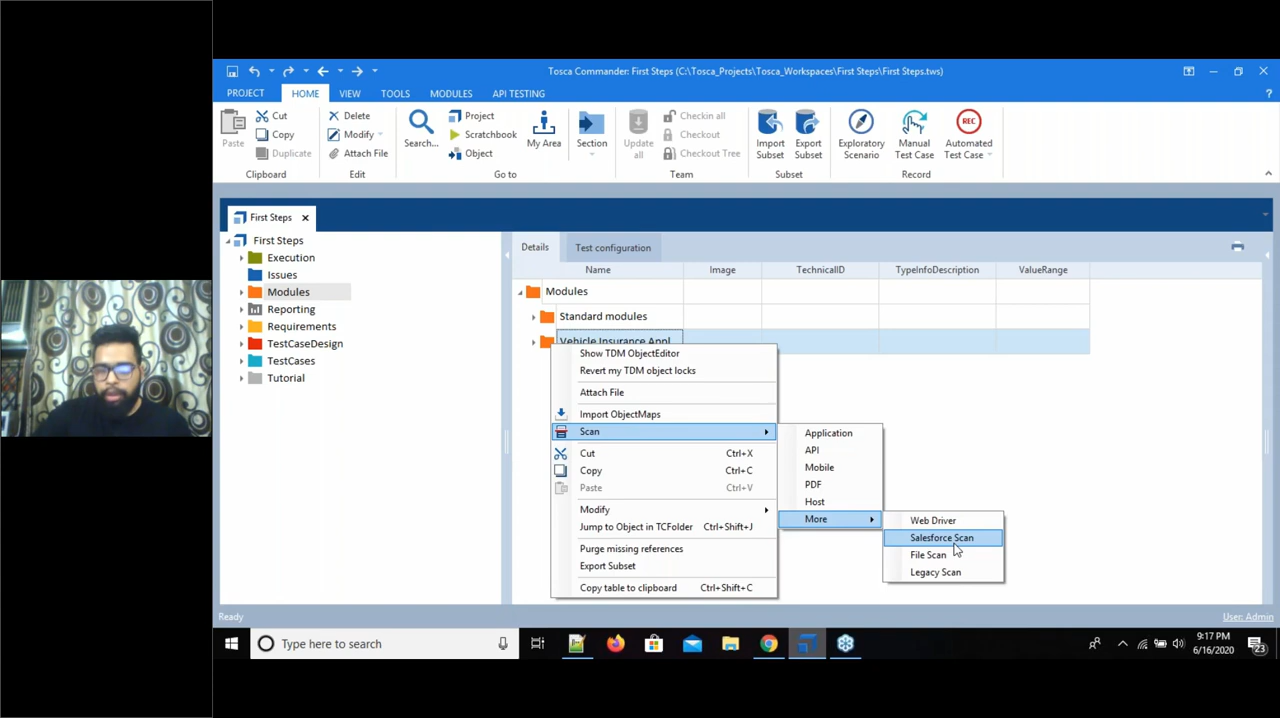 Tosca Commander: First Steps (C:\Tosca_Projects\Tosca_Workspaces\First Steps\First Steps.tws)
PROJECT HOME VIEW TOOLS MODULES API TESTING
Paste
Cut
Copy
Duplicate
Clipboard
Delete
Modify
Attach File
Edit
Search...
Project
Scratchbook
Object
My Area
Section
Go to
Update all
Checkin all
Checkout
Checkout Tree
Team
Import Subset
Export Subset
Subset
Exploratory Scenario
Manual Test Case
REC
Automated Test Case
Record
First Steps
First Steps
Execution
Issues
Modules
Reporting
Requirements
TestCaseDesign
TestCases
Tutorial
Details Test configuration
Name Image TechnicalID TypeInfoDescription ValueRange
Modules
Standard modules
Vehicle Insurance Appl
Show TDM ObjectEditor
Revert my TDM object locks
Attach File
Import ObjectMaps
Scan
Cut Ctrl+X
Copy Ctrl+C
Paste Ctrl+V
Modify
Jump to Object in TCFolder Ctrl+Shift+J
Purge missing references
Export Subset
Copy table to clipboard Ctrl+Shift+C
Application
API
Mobile
PDF
Host
More
Web Driver
Salesforce Scan
File Scan
Legacy Scan
Ready User: Admin
Type here to search
9:17 PM
6/16/2020
23